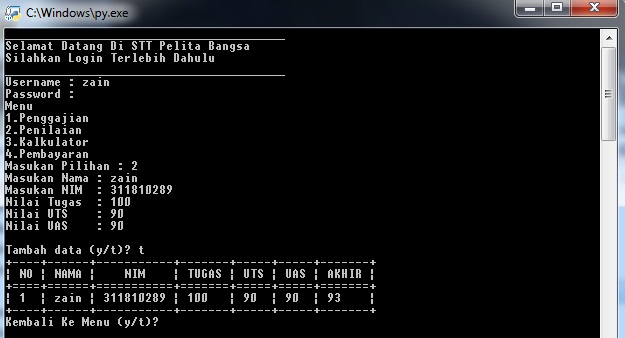 C:\Windows\py.exe
Selamat Datang Di STT Pelita Bangsa
Silahkan Login Terlebih Dahulu
Username : zain
Password :
Menu
1.Penggajian
2.Penilaian
3.Kalkulator
4.Pembayaran
Masukan Pilihan : 2
Masukan Nama : zain
Masukan NIM  : 311810289
Nilai Tugas  : 100
Nilai UTS    : 90
Nilai UAS    : 90
Tambah data (y/t)? t
+----+------+-----------+-------+-----+-----+-------+
| NO | NAMA |    NIM    | TUGAS | UTS | UAS | AKHIR |
+====+======+===========+=======+=====+=====+=======+
| 1  | zain | 311810289 | 100   | 90  | 90  | 93    |
+----+------+-----------+-------+-----+-----+-------+
Kembali Ke Menu (y/t)?